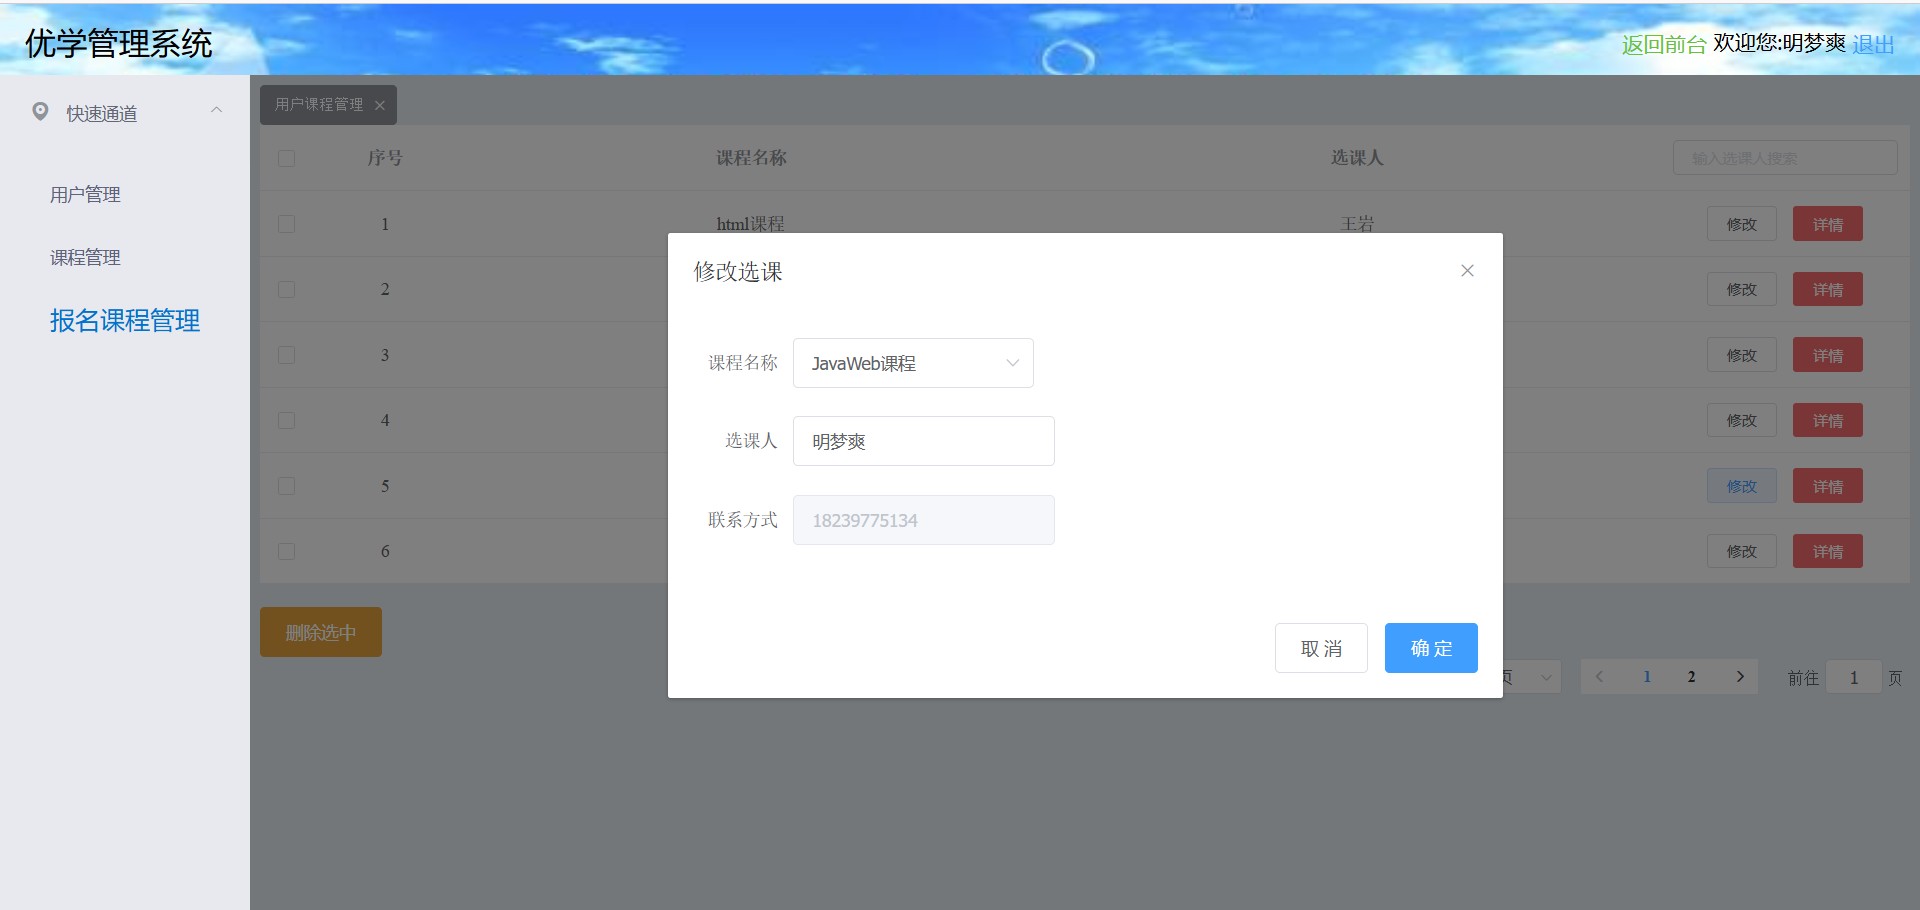 优学管理系统
返回前台 欢迎您:明梦爽 退出
快速通道
用户管理
课程管理
报名课程管理
用户课程管理
序号 课程名称 选课人 输入选课人搜索
1 html课程 王岩 修改 详情
2 修改 详情
3 修改 详情
4 修改 详情
5 修改 详情
6 修改 详情
修改选课
课程名称 JavaWeb课程
选课人 明梦爽
联系方式 18239775134
取消 确定
删除选中
页 1 2 前往 1 页